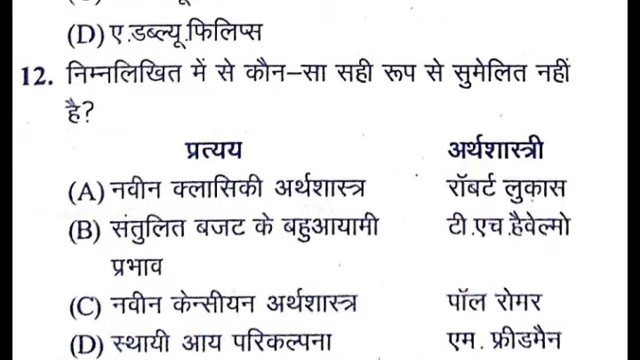 (D) ए.डब्ल्यू.फिलिप्स
12. निम्नलिखित में से कौन–सा सही रूप से सुमेलित नहीं
है?
प्रत्यय अर्थशास्त्री
(A) नवीन क्लासिकी अर्थशास्त्र रॉबर्ट लुकास
(B) संतुलित बजट के बहुआयामी टी.एच.हैवेल्मो
प्रभाव
(C) नवीन केन्सीयन अर्थशास्त्र पॉल रोमर
(D) स्थायी आय परिकल्पना एम. फ्रीडमैन